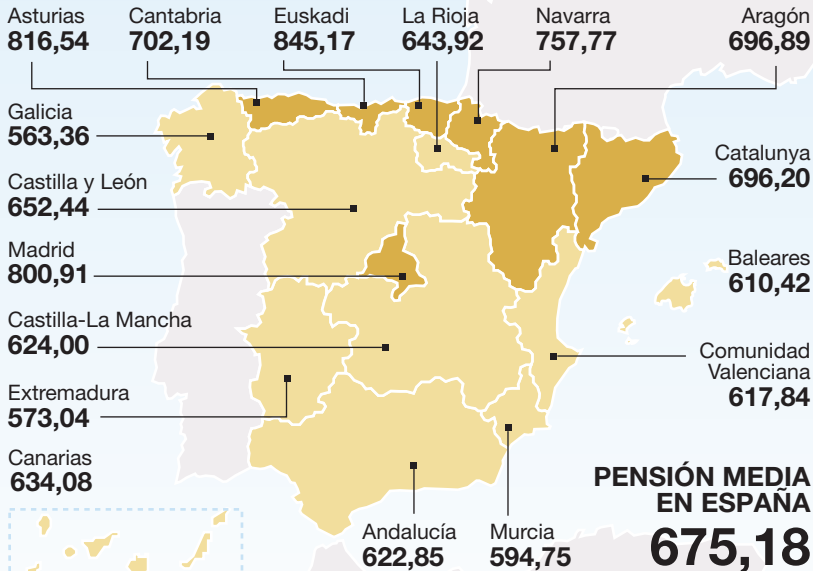 Asturias
816,54
Cantabria
702,19
Euskadi
845,17
La Rioja
643,92
Navarra
757,77
Aragón
696,89
Galicia
563,36
Catalunya
696,20
Castilla y León
652,44
Madrid
800,91
Baleares
610,42
Castilla-La Mancha
624,00
Comunidad
Valenciana
617,84
Extremadura
573,04
Canarias
634,08
Andalucía
622,85
Murcia
594,75
PENSIÓN MEDIA
EN ESPAÑA
675,18